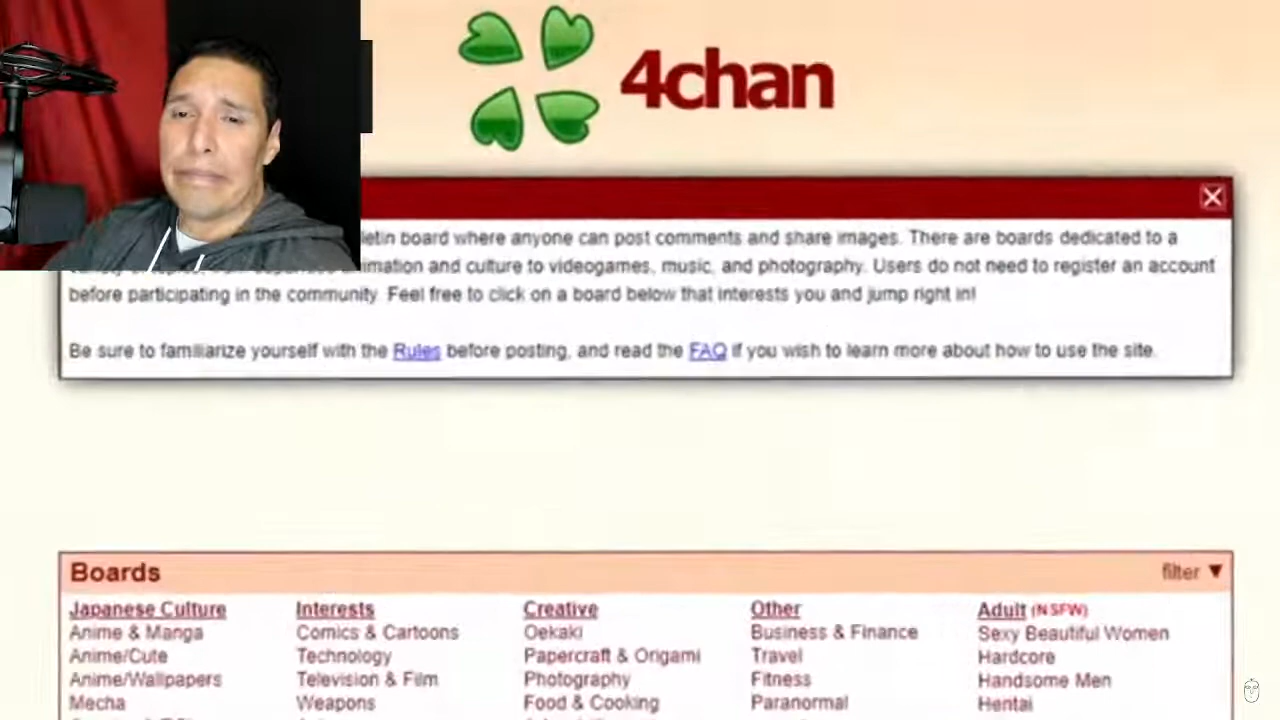 4chan
letin board where anyone can post comments and share images. There are boards dedicated to a
imation and culture to videogames, music, and photography. Users do not need to register an account
before participating in the community. Feel free to click on a board below that interests you and jump right in!
Be sure to familiarize yourself with the Rules before posting, and read the FAQ if you wish to learn more about how to use the site.
Boards
filter ▼
Japanese Culture Interests Creative Other Adult (NSFW)
Anime & Manga Comics & Cartoons Oekaki Business & Finance Sexy Beautiful Women
Anime/Cute Technology Papercraft & Origami Travel Hardcore
Anime/Wallpapers Television & Film Photography Fitness Handsome Men
Mecha Weapons Food & Cooking Paranormal Hentai